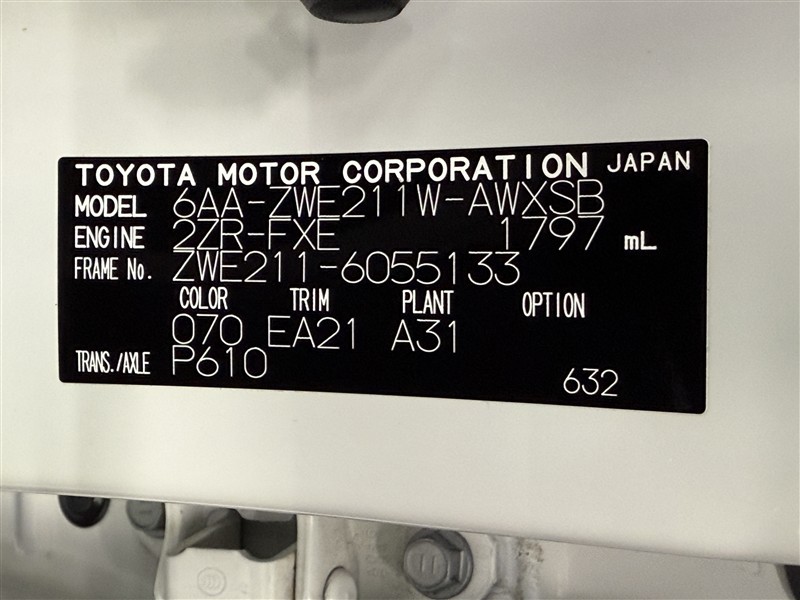 TOYOTA MOTOR CORPORATION JAPAN
MODEL 6AA-ZWE211W-AWXSB
ENGINE 2ZR-FXE 1797 mL
FRAME No. ZWE211-6055133
COLOR TRIM PLANT OPTION
070 EA21 A31
TRANS./AXLE P610
632